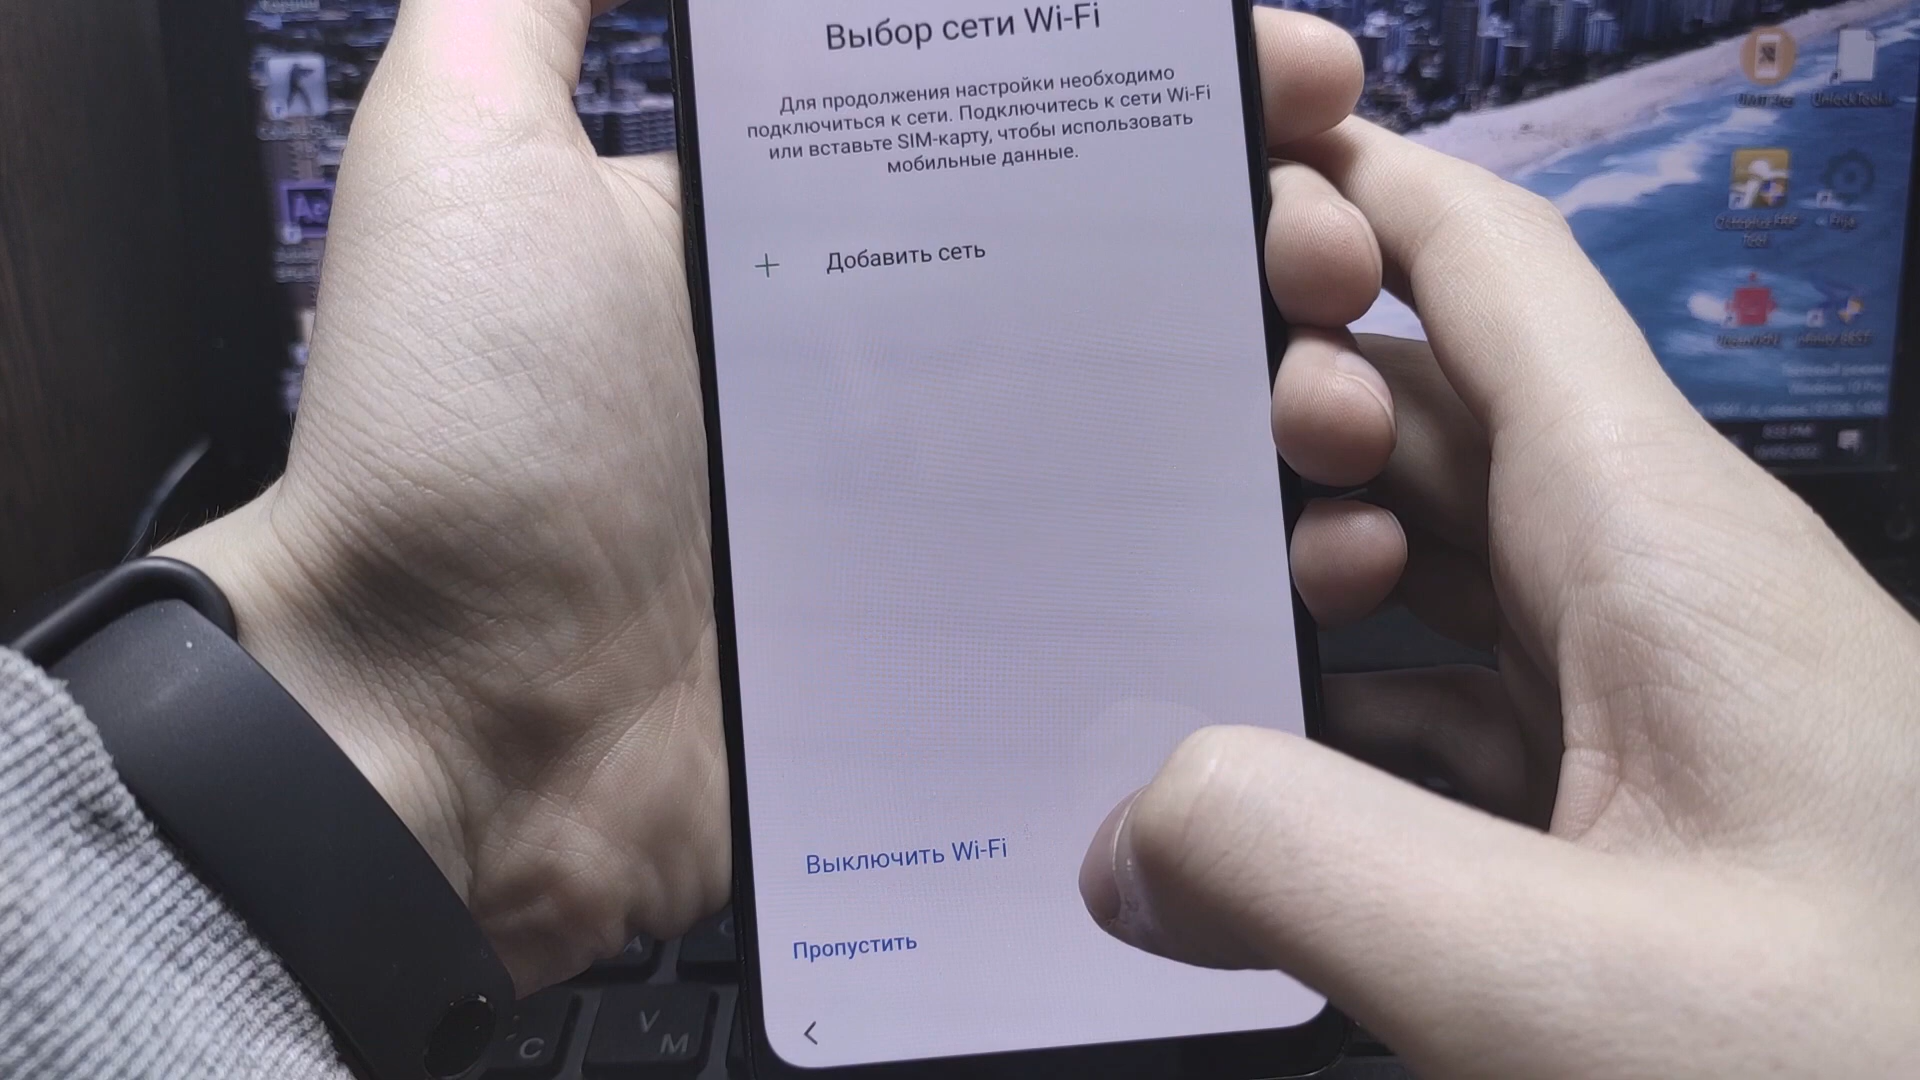 Выбор сети Wi-Fi
Для продолжения настройки необходимо
подключиться к сети. Подключитесь к сети Wi-Fi
или вставьте SIM-карту, чтобы использовать
мобильные данные.
Добавить сеть
Выключить Wi-Fi
Пропустить
V
C
M